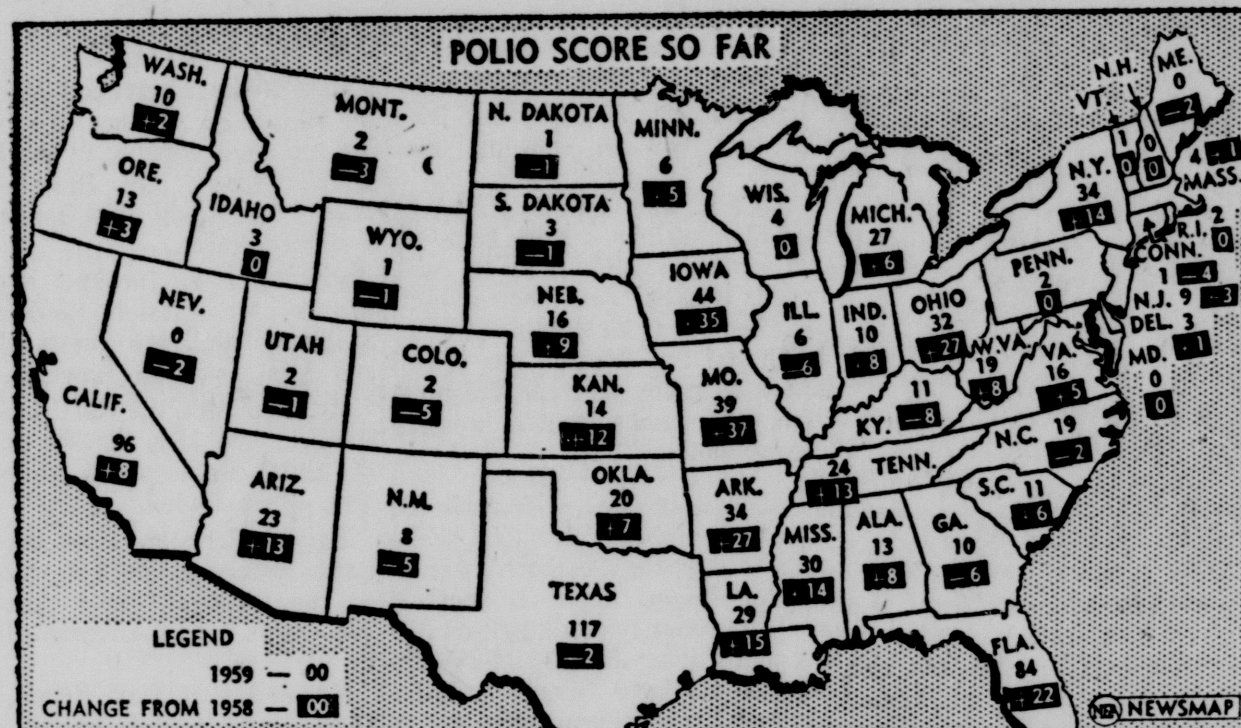 POLIO SCORE SO FAR
WASH.
10
+2
ORE.
13
+3
IDAHO
3
0
MONT.
2
—3
N. DAKOTA
1
—1
S. DAKOTA
3
—1
WYO.
1
—1
NEV.
0
—2
UTAH
2
—1
COLO.
2
—5
CALIF.
96
+8
ARIZ.
23
+13
N.M.
8
—5
NEB.
16
+9
KAN.
14
+12
OKLA.
20
+7
TEXAS
117
—2
MINN.
6
+5
IOWA
44
+35
MO.
39
+37
ARK.
34
+27
LA.
29
+15
WIS.
4
0
ILL.
6
—6
MICH.
27
+6
IND.
10
+8
OHIO
32
+27
KY.
11
—8
W.VA.
19
+8
VA.
16
+5
TENN.
24
+13
N.C. 19
—2
S.C. 11
+6
MISS.
30
+14
ALA.
13
+8
GA.
10
—6
FLA.
84
+22
PENN.
2
0
N.Y.
34
+14
VT.
1
0
N.H.
0
0
ME.
0
—2
4
MASS.
R.I. 2
0
CONN.
1 —4
N.J. 9 —3
DEL. 3
+1
MD.
0
0
LEGEND
1959 — 00
CHANGE FROM 1958 — 00
NEA NEWSMAP